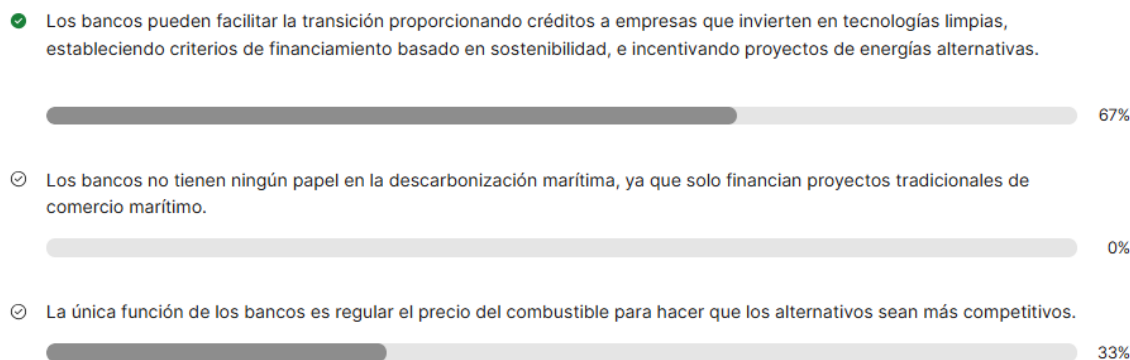 Los bancos pueden facilitar la transición proporcionando créditos a empresas que invierten en tecnologías limpias,
estableciendo criterios de financiamiento basado en sostenibilidad, e incentivando proyectos de energías alternativas.
67%
Los bancos no tienen ningún papel en la descarbonización marítima, ya que solo financian proyectos tradicionales de
comercio marítimo.
0%
La única función de los bancos es regular el precio del combustible para hacer que los alternativos sean más competitivos.
33%